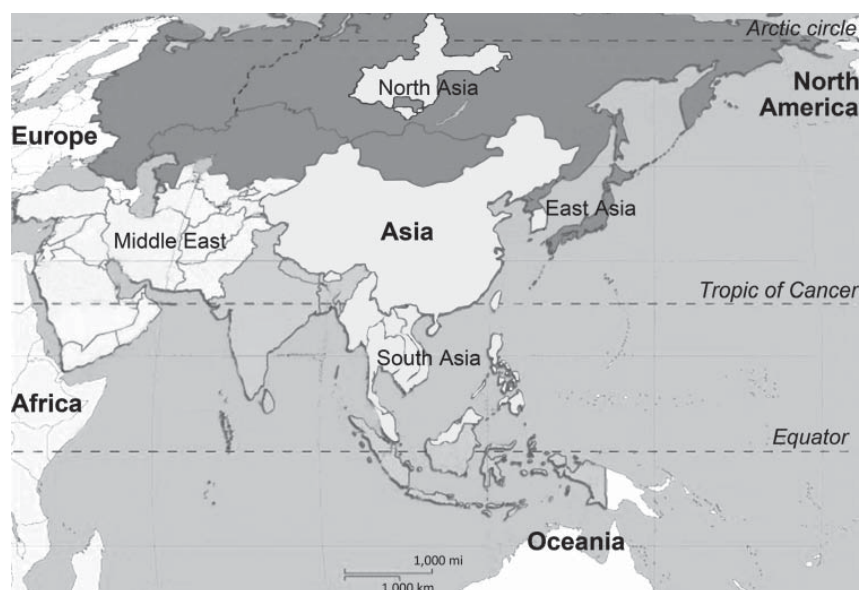 Arctic circle
North Asia
North
America
Europe
East Asia
Middle East
Asia
Tropic of Cancer
South Asia
Africa
Equator
Oceania
1,000 mi
1,000 km